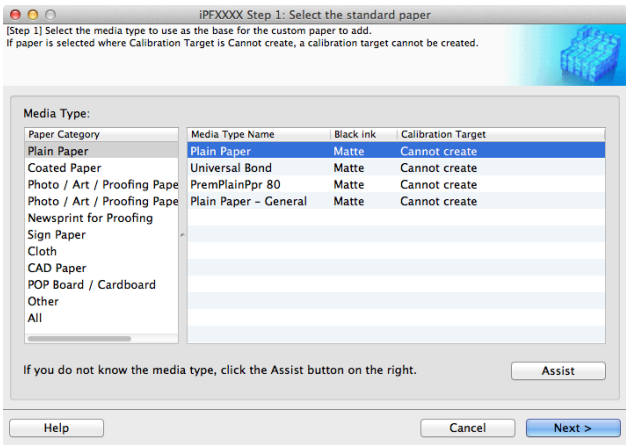 iPFXXXX Step 1: Select the standard paper
[Step 1] Select the media type to use as the base for the custom paper to add.
If paper is selected where Calibration Target is Cannot create, a calibration target cannot be created.
Media Type:
Paper Category
Plain Paper
Coated Paper
Photo / Art / Proofing Pape
Photo / Art / Proofing Pape
Newsprint for Proofing
Sign Paper
Cloth
CAD Paper
POP Board / Cardboard
Other
All
Media Type Name Black ink Calibration Target
Plain Paper Matte Cannot create
Universal Bond Matte Cannot create
PremPlainPpr 80 Matte Cannot create
Plain Paper - General Matte Cannot create
If you do not know the media type, click the Assist button on the right.
Assist
Help
Cancel
Next >